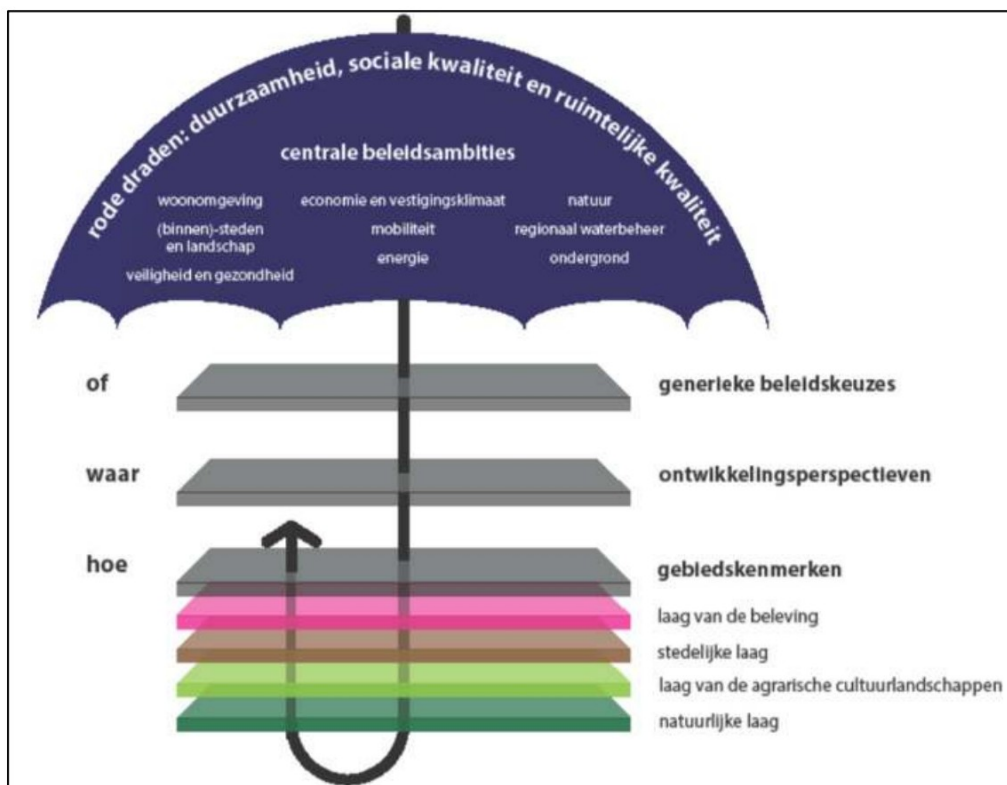 rode draden: duurzaamheid, sociale kwaliteit en ruimtelijke kwaliteit
centrale beleidsambities
woonomgeving
(binnen)-steden
en landschap
veiligheid en gezondheid
economie en vestigingsklimaat
mobiliteit
energie
natuur
regionaal waterbeheer
ondergrond
of
generieke beleidskeuzes
waar
ontwikkelingsperspectieven
hoe
gebiedskenmerken
laag van de beleving
stedelijke laag
laag van de agrarische cultuurlandschappen
natuurlijke laag